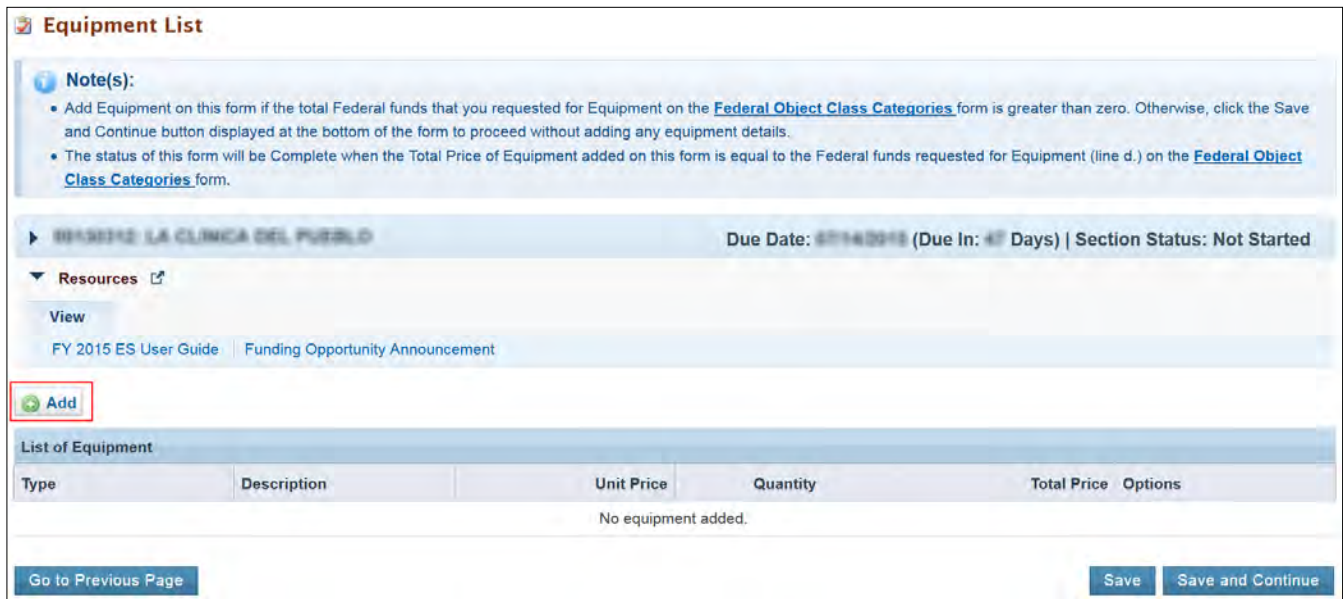 Equipment List
Note(s):
• Add Equipment on this form if the total Federal funds that you requested for Equipment on the Federal Object Class Categories form is greater than zero. Otherwise, click the Save
and Continue button displayed at the bottom of the form to proceed without adding any equipment details.
• The status of this form will be Complete when the Total Price of Equipment added on this form is equal to the Federal funds requested for Equipment (line d.) on the Federal Object
Class Categories form.
LA CLINICA DEL PUEBLO Due Date: (Due In: Days) | Section Status: Not Started
Resources
View
FY 2015 ES User Guide Funding Opportunity Announcement
Add
List of Equipment
Type Description Unit Price Quantity Total Price Options
No equipment added.
Go to Previous Page Save Save and Continue